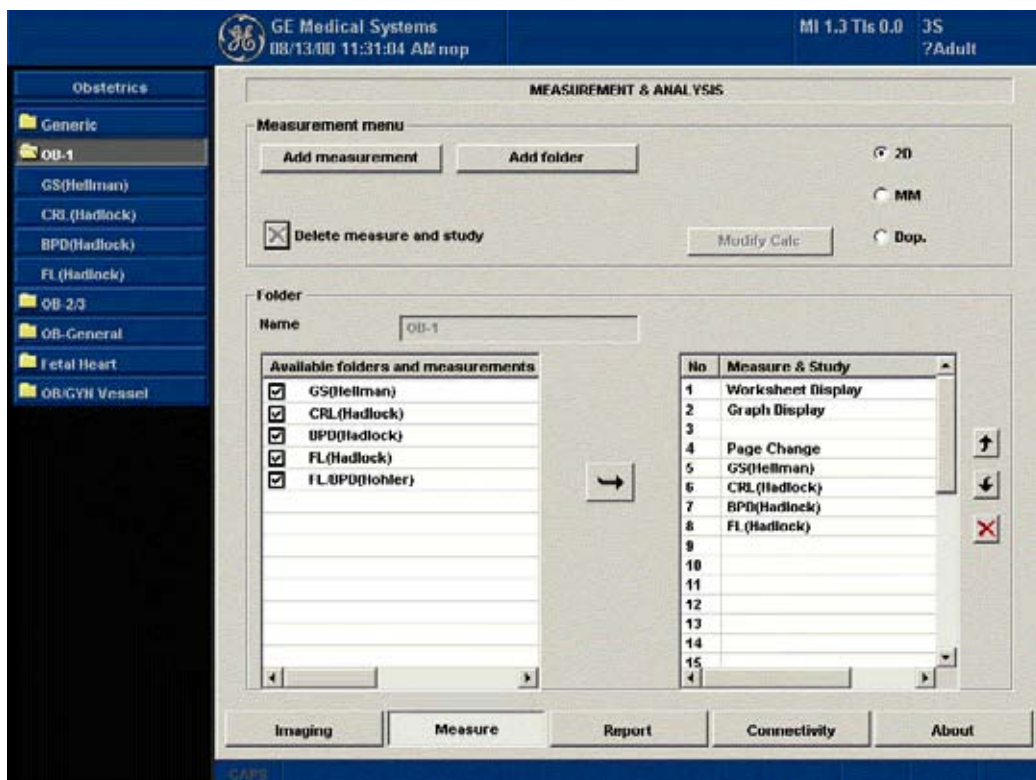 GE Medical Systems
08/13/00 11:31:04 AM nop
MI 1.3 TIs 0.0 3S
?Adult
Obstetrics
Generic
OB-1
GS(Hellman)
CRL(Hadlock)
BPD(Hadlock)
FL(Hadlock)
OB-2/3
OB-General
Fetal Heart
OB/GYN Vessel
MEASUREMENT & ANALYSIS
Measurement menu
Add measurement
Add folder
2D
MM
Dop.
Delete measure and study
Modify Calc
Folder
Name
OB-1
Available folders and measurements
GS(Hellman)
CRL(Hadlock)
BPD(Hadlock)
FL(Hadlock)
FL/BPD(Hohler)
No Measure & Study
1 Worksheet Display
2 Graph Display
3
4 Page Change
5 GS(Hellman)
6 CRL(Hadlock)
7 BPD(Hadlock)
8 FL(Hadlock)
9
10
11
12
13
14
15
Imaging
Measure
Report
Connectivity
About
CAPS